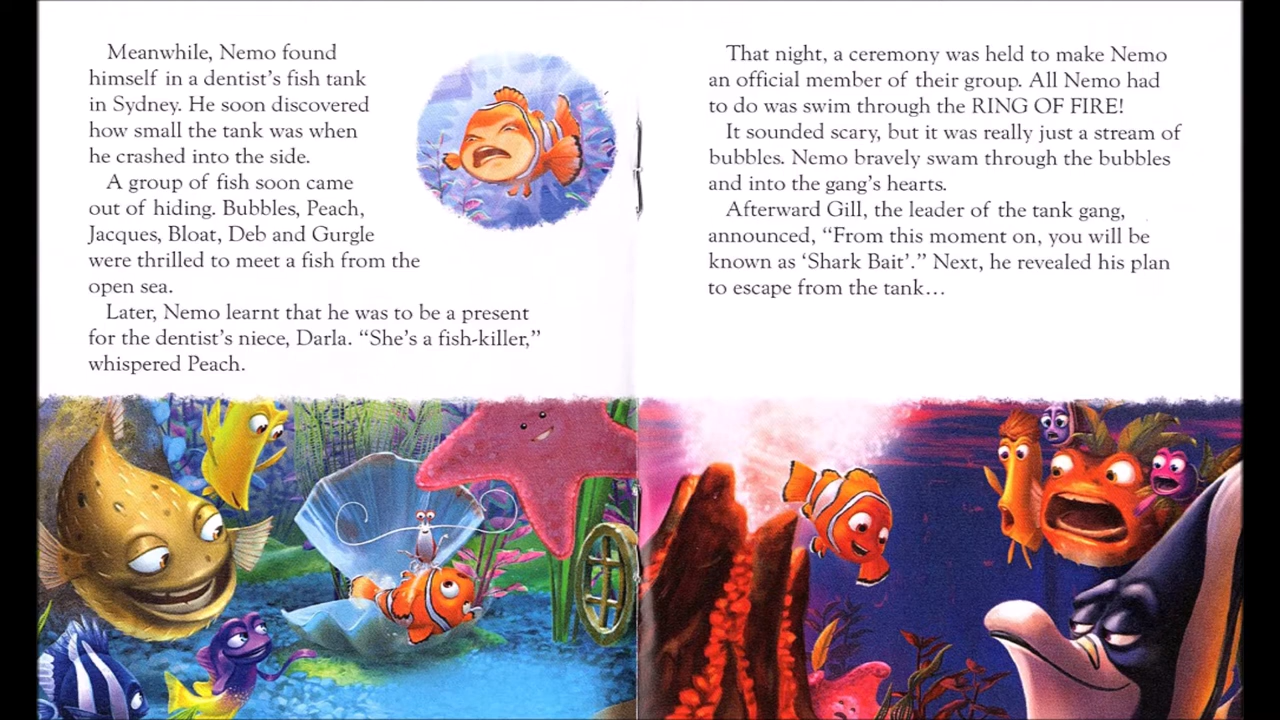 Meanwhile, Nemo found
himself in a dentist's fish tank
in Sydney. He soon discovered
how small the tank was when
he crashed into the side.
A group of fish soon came
out of hiding. Bubbles, Peach,
Jacques, Bloat, Deb and Gurgle
were thrilled to meet a fish from the
open sea.
Later, Nemo learnt that he was to be a present
for the dentist's niece, Darla. “She's a fish-killer,”
whispered Peach.
That night, a ceremony was held to make Nemo
an official member of their group. All Nemo had
to do was swim through the RING OF FIRE!
It sounded scary, but it was really just a stream of
bubbles. Nemo bravely swam through the bubbles
and into the gang's hearts.
Afterward Gill, the leader of the tank gang,
announced, “From this moment on, you will be
known as ‘Shark Bait’.” Next, he revealed his plan
to escape from the tank…